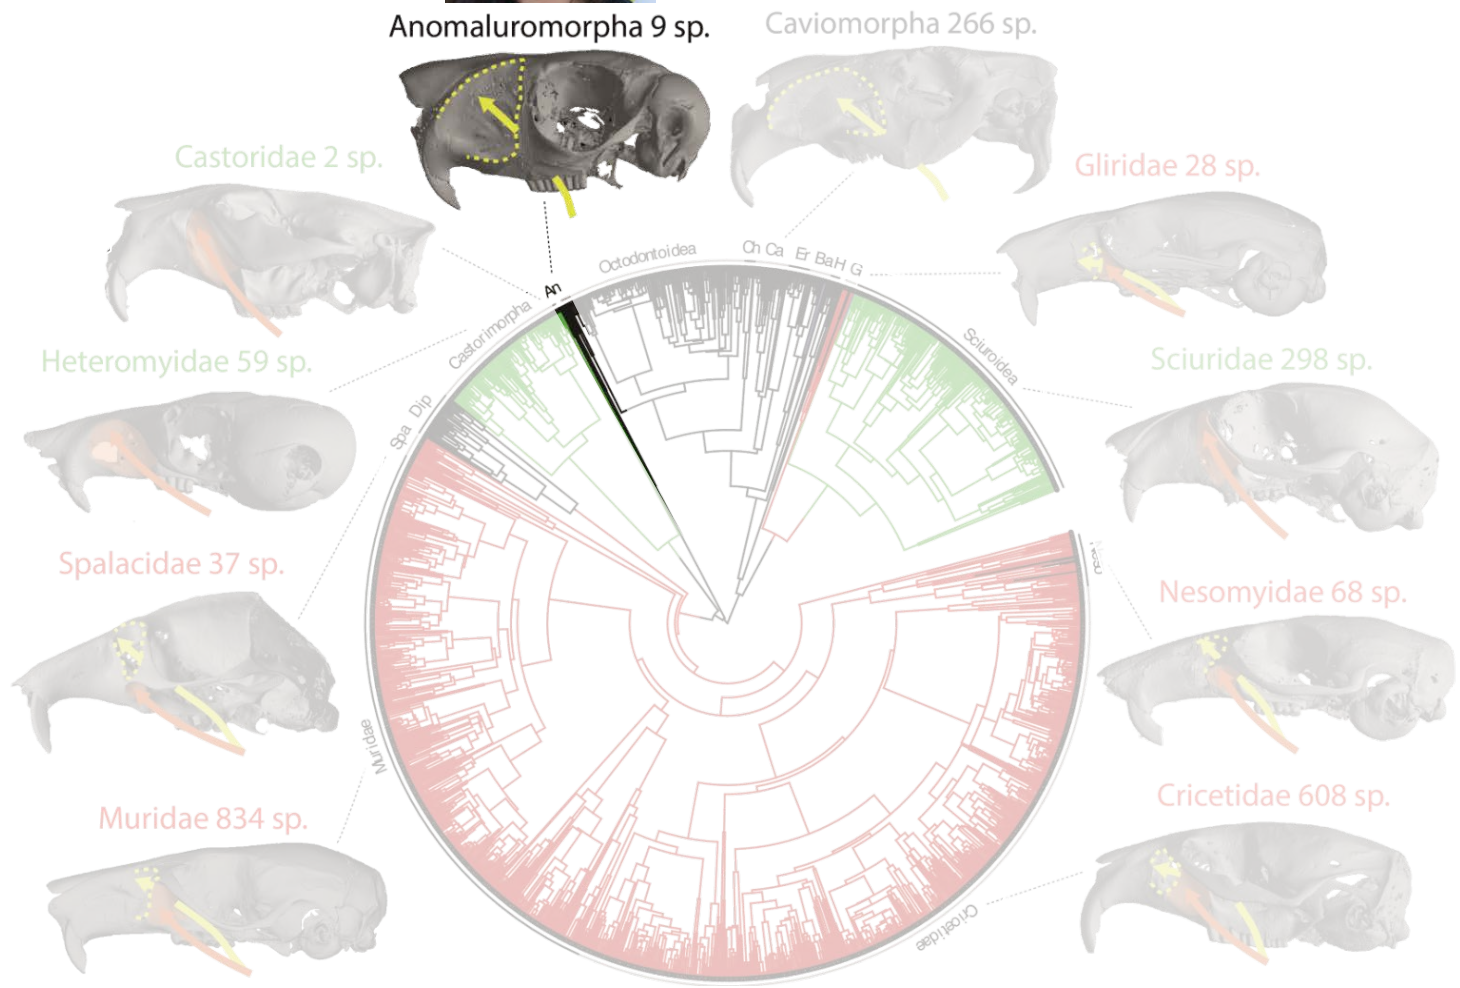 Anomaluromorpha 9 sp.
Caviomorpha 266 sp.
Castoridae 2 sp.
Gliridae 28 sp.
Heteromyidae 59 sp.
Sciuridae 298 sp.
Spalacidae 37 sp.
Nesomyidae 68 sp.
Muridae 834 sp.
Cricetidae 608 sp.
Spa
Dip
Castorimorpha
An
Octodontoidea
Ch Ca
Er Ba H G
Sciuroidea
Muridae
Cricetidae